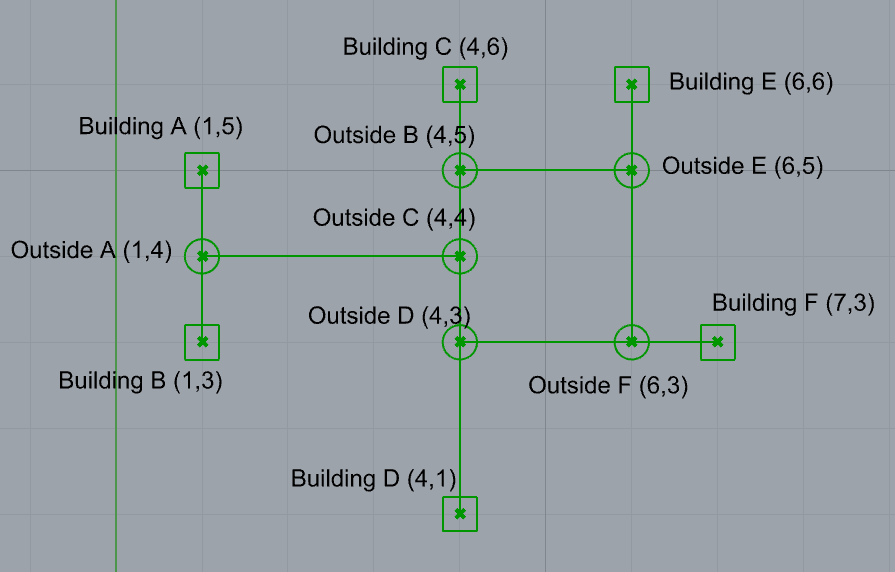 Building C (4,6)
Building E (6,6)
Building A (1,5)
Outside B (4,5)
Outside E (6,5)
Outside C (4,4)
Outside A (1,4)
Building F (7,3)
Outside D (4,3)
Building B (1,3)
Outside F (6,3)
Building D (4,1)